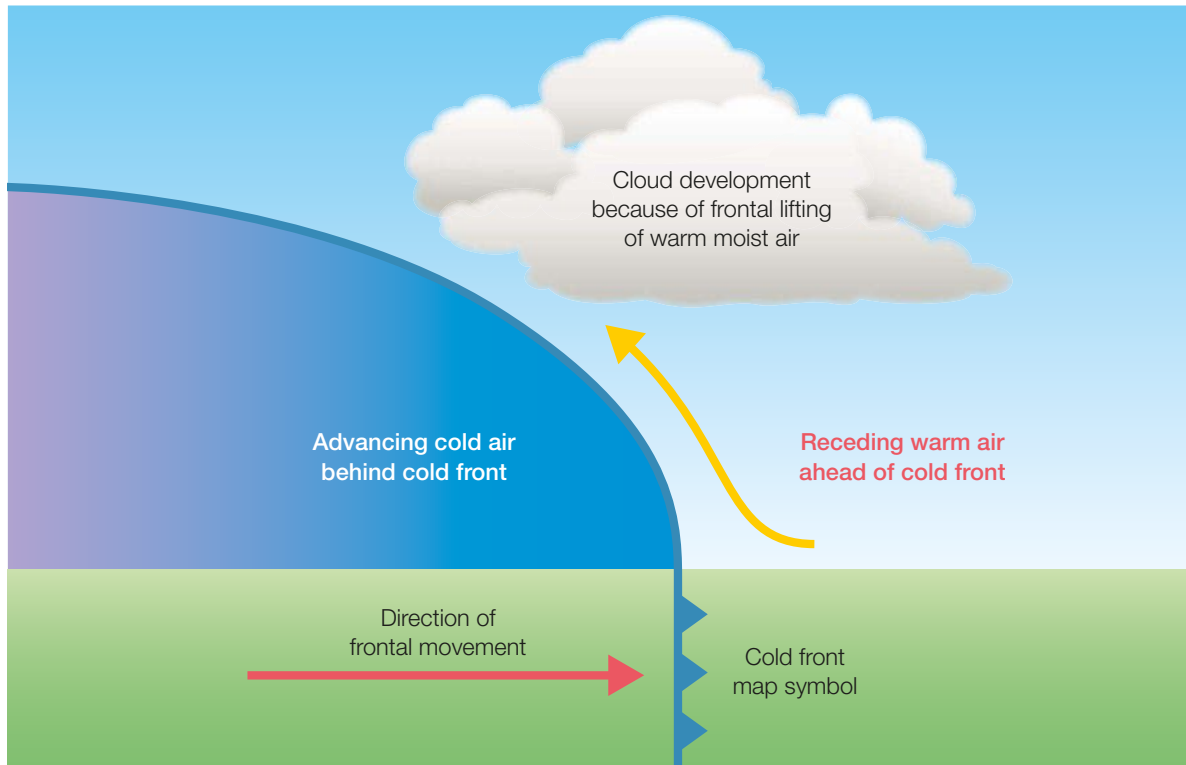 Cloud development
because of frontal lifting
of warm moist air
Advancing cold air
behind cold front
Receding warm air
ahead of cold front
Direction of
frontal movement
Cold front
map symbol